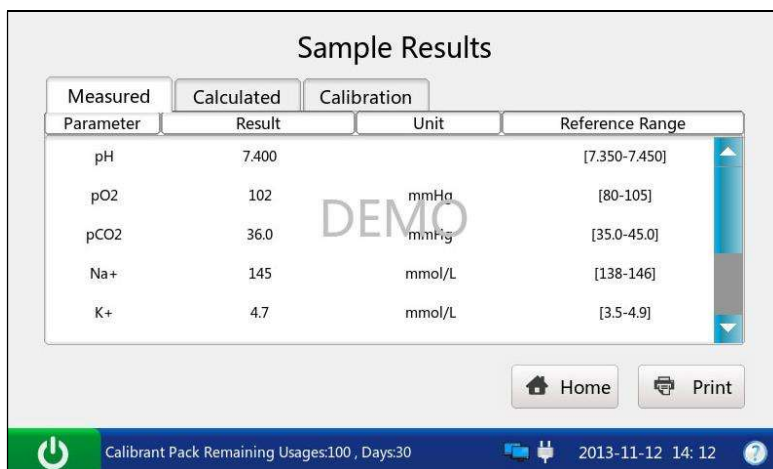 Sample Results
Measured Calculated Calibration
Parameter Result Unit Reference Range
pH 7.400 [7.350-7.450]
pO2 102 mmHg [80-105]
DEMO
pCO2 36.0 mmHg [35.0-45.0]
Na+ 145 mmol/L [138-146]
K+ 4.7 mmol/L [3.5-4.9]
Home Print
Calibrant Pack Remaining Usages:100 , Days:30 2013-11-12 14: 12 ?